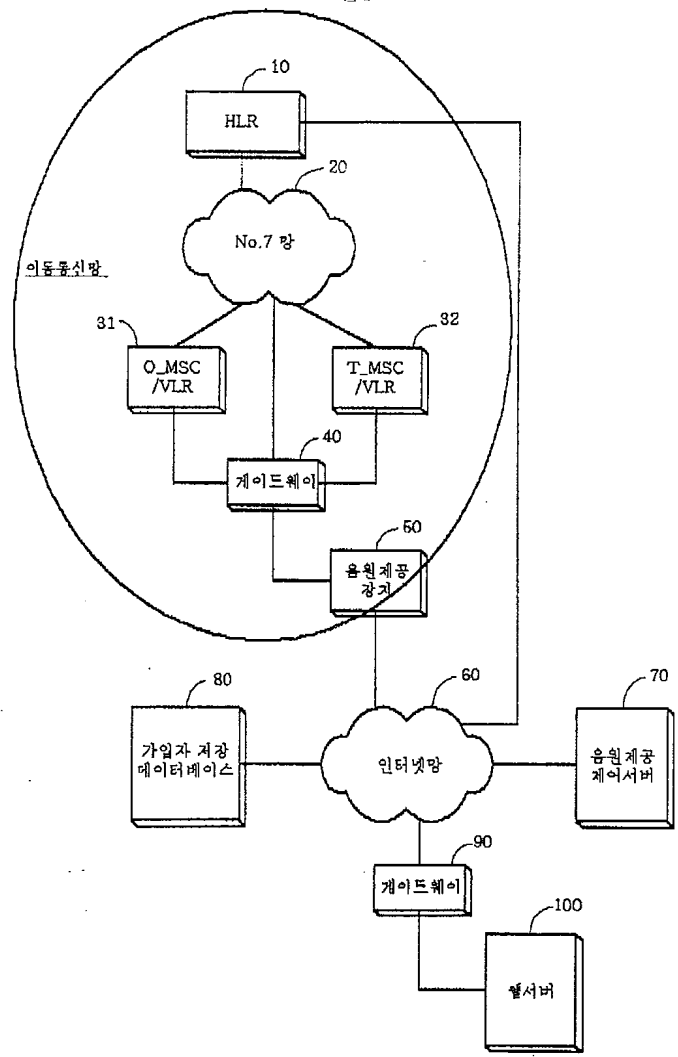 10
HLR
20
No.7 망
이동통신망
31
O_MSC
/VLR
32
T_MSC
/VLR
40
게이트웨이
50
음원제공
장치
80
가입자 저장
데이터베이스
60
인터넷망
70
음원제공
제어서버
90
게이트웨이
100
웹서버